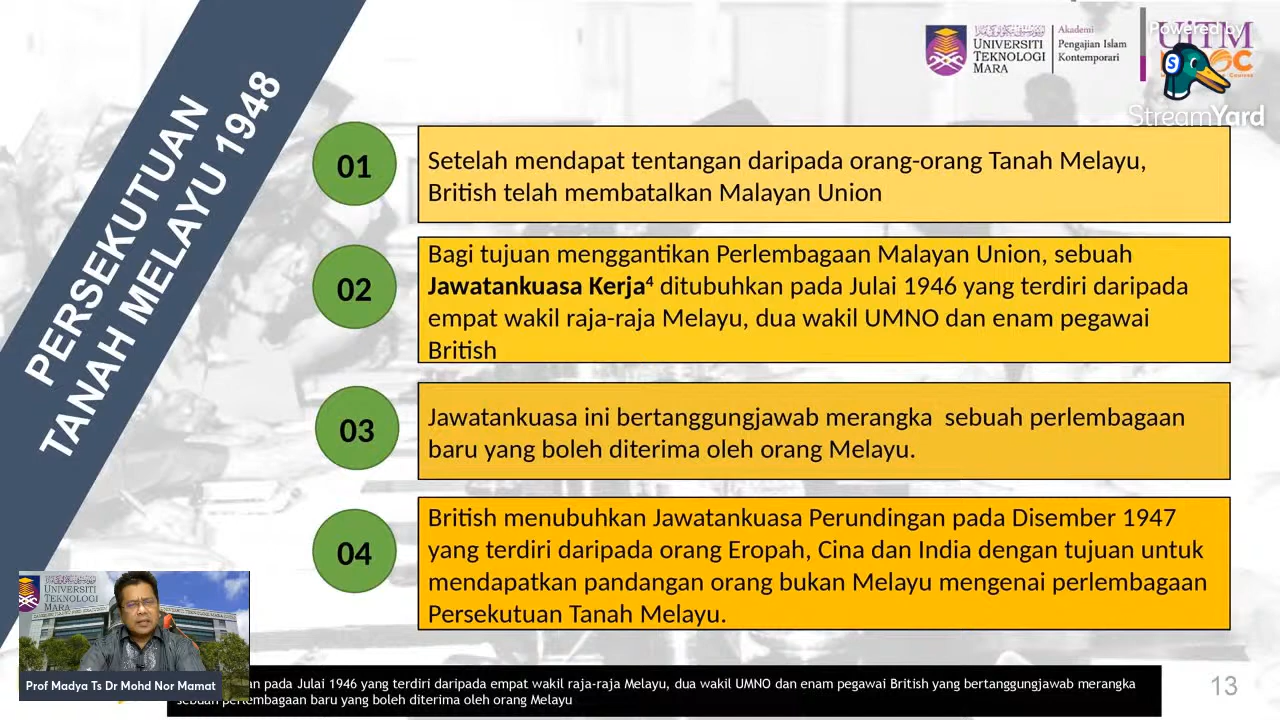 PERSEKUTUAN
TANAH MELAYU 1948
UNIVERSITI
TEKNOLOGI
MARA
Akademi
Pengajian Islam
Kontemporari
UiTM
Powered by
StreamYard
01
Setelah mendapat tentangan daripada orang-orang Tanah Melayu,
British telah membatalkan Malayan Union
02
Bagi tujuan menggantikan Perlembagaan Malayan Union, sebuah
Jawatankuasa Kerja⁴ ditubuhkan pada Julai 1946 yang terdiri daripada
empat wakil raja-raja Melayu, dua wakil UMNO dan enam pegawai
British
03
Jawatankuasa ini bertanggungjawab merangka  sebuah perlembagaan
baru yang boleh diterima oleh orang Melayu.
04
British menubuhkan Jawatankuasa Perundingan pada Disember 1947
yang terdiri daripada orang Eropah, Cina dan India dengan tujuan untuk
mendapatkan pandangan orang bukan Melayu mengenai perlembagaan
Persekutuan Tanah Melayu.
UNIVERSITI
TEKNOLOGI
MARA
Prof Madya Ts Dr Mohd Nor Mamat
pada Julai 1946 yang terdiri daripada empat wakil raja-raja Melayu, dua wakil UMNO dan enam pegawai British yang bertanggungjawab merangka
perlembagaan baru yang boleh diterima oleh orang Melayu
13